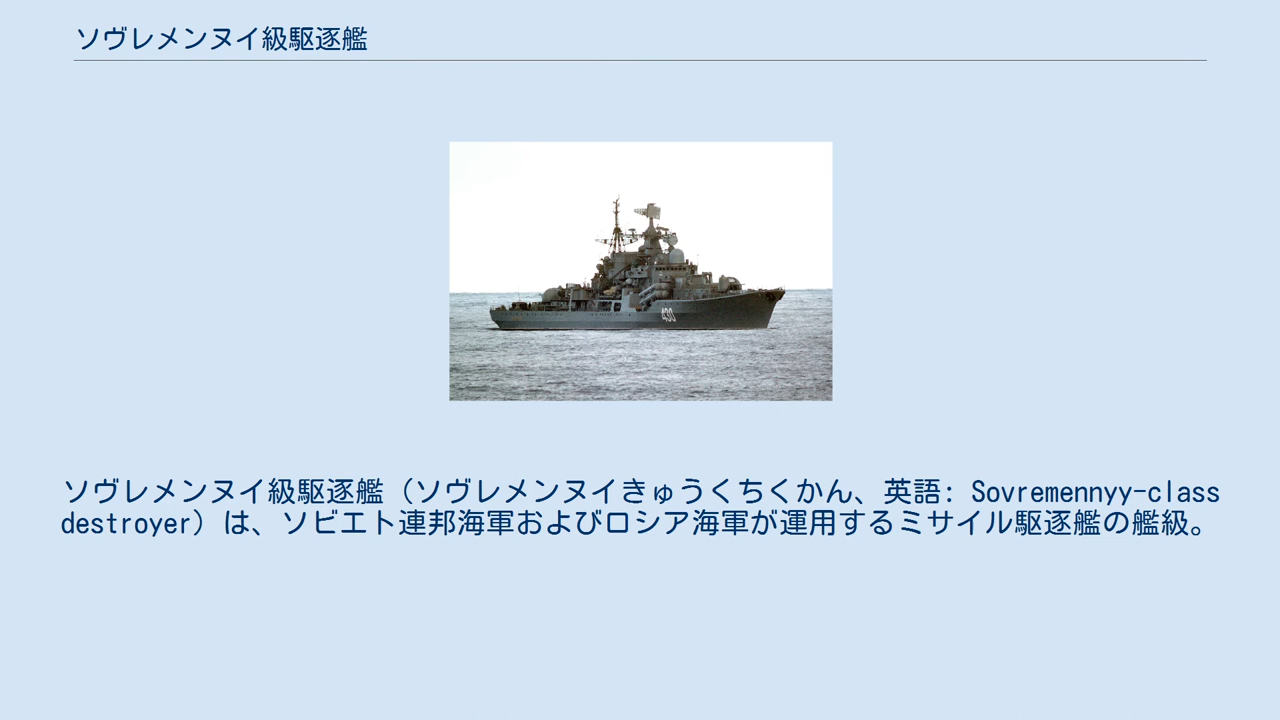 ソヴレメンヌイ級駆逐艦
430
ソヴレメンヌイ級駆逐艦（ソヴレメンヌイきゅうくちくかん、英語: Sovremennyy-class
destroyer）は、ソビエト連邦海軍およびロシア海軍が運用するミサイル駆逐艦の艦級。